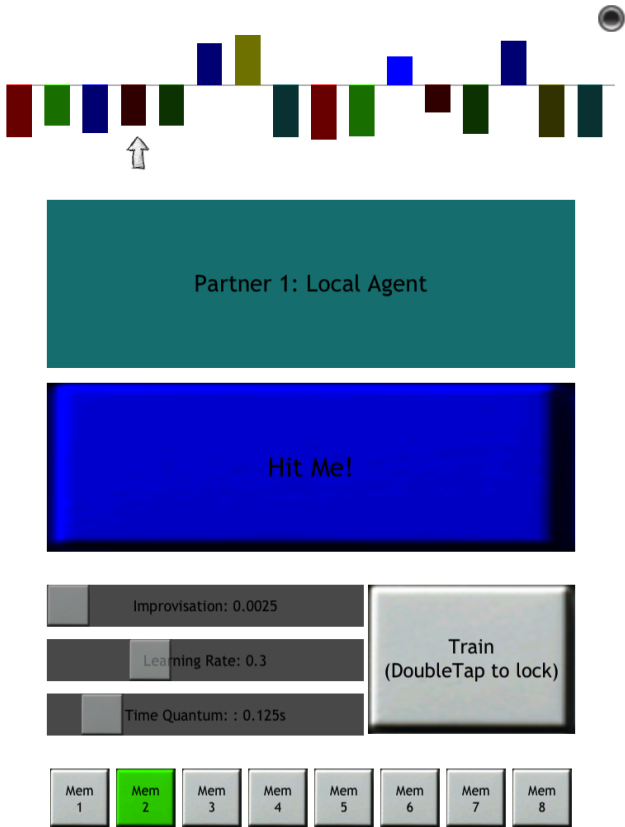 Partner 1: Local Agent
Hit Me!
Improvisation: 0.0025
Learning Rate: 0.3
Time Quantum: : 0.125s
Train
(DoubleTap to lock)
Mem
1
Mem
2
Mem
3
Mem
4
Mem
5
Mem
6
Mem
7
Mem
8